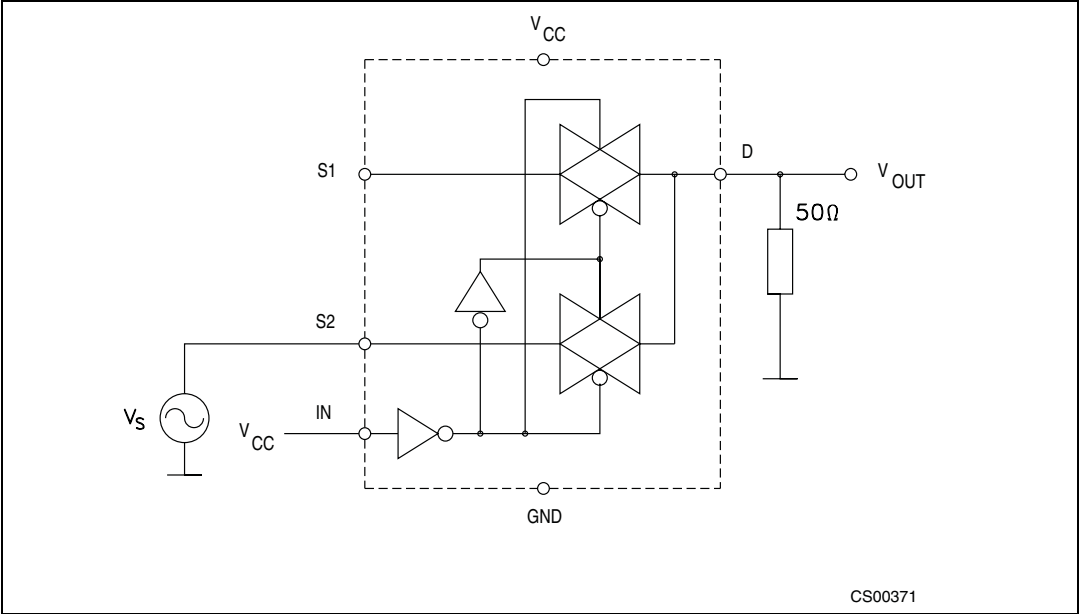 V CC
S1
D
V OUT
50Ω
S2
IN
V S
V CC
GND
CS00371